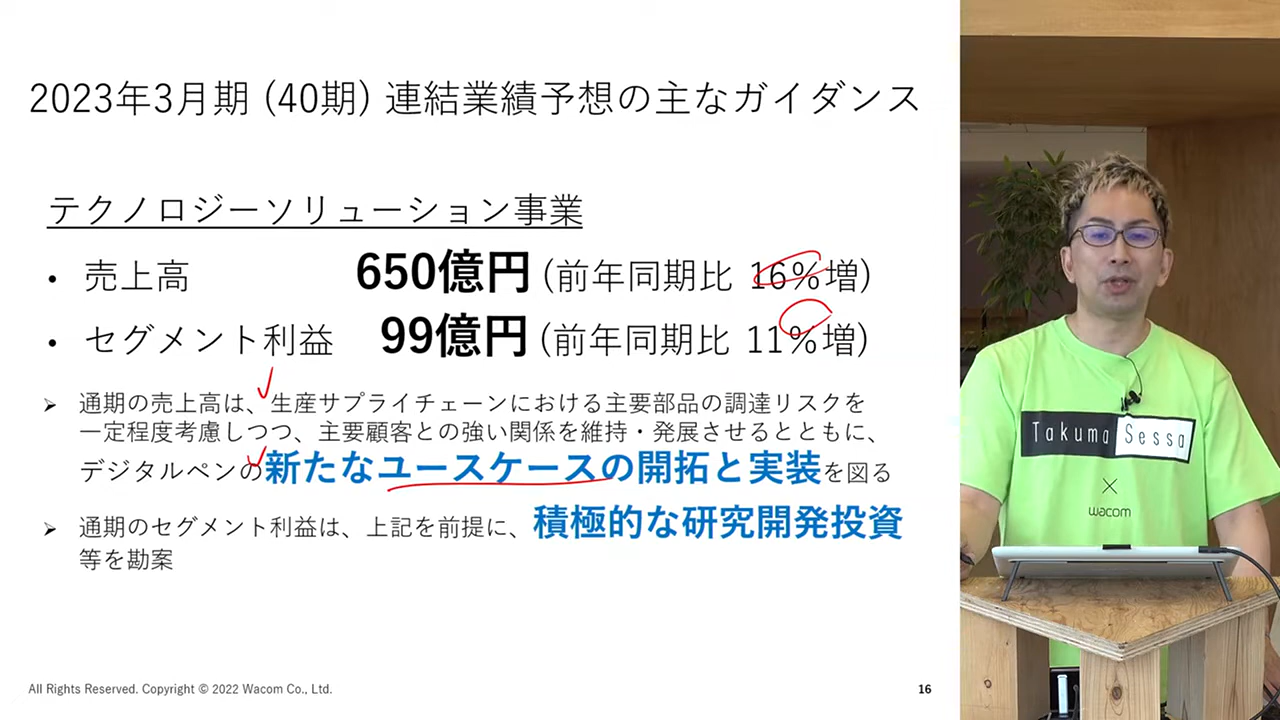 2023年3月期 (40期) 連結業績予想の主なガイダンス
テクノロジーソリューション事業
• 売上高 650億円 (前年同期比 16%増)
• セグメント利益 99億円 (前年同期比 11%増)
➢ 通期の売上高は、生産サプライチェーンにおける主要部品の調達リスクを
一定程度考慮しつつ、主要顧客との強い関係を維持・発展させるとともに、
デジタルペンの新たなユースケースの開拓と実装を図る
➢ 通期のセグメント利益は、上記を前提に、積極的な研究開発投資
等を勘案
All Rights Reserved. Copyright © 2022 Wacom Co., Ltd.
16
Takuma Sessa
×
wacom